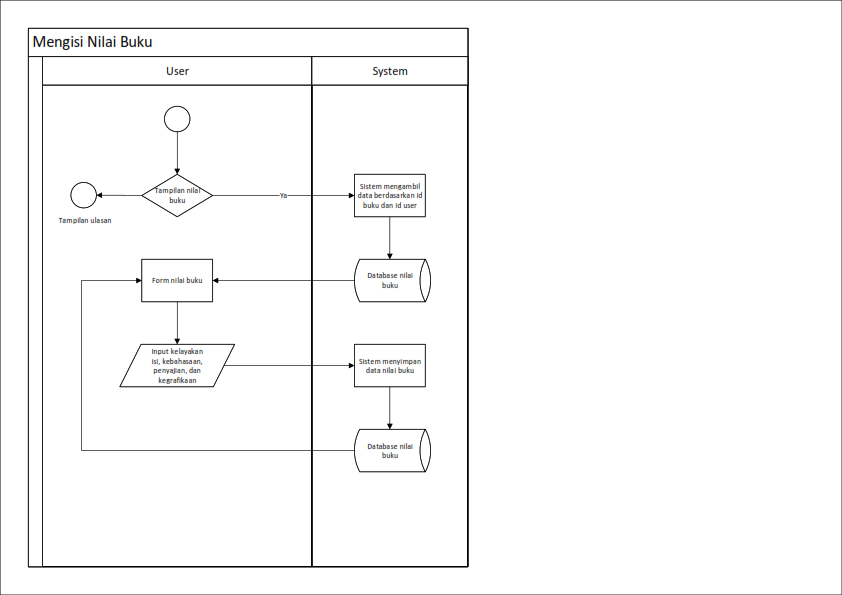 Mengisi Nilai Buku
User
System
Tampilan nilai
buku
Ya
Sistem mengambil
data berdasarkan id
buku dan id user
Tampilan ulasan
Form nilai buku
Database nilai
buku
Input kelayakan
isi, kebahasaan,
penyajian, dan
kegrafikaan
Sistem menyimpan
data nilai buku
Database nilai
buku